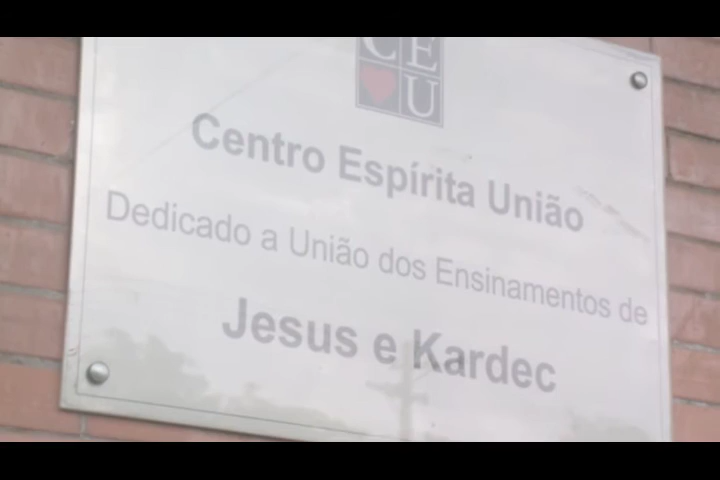 CE
U
Centro Espírita União
Dedicado a União dos Ensinamentos de
Jesus e Kardec